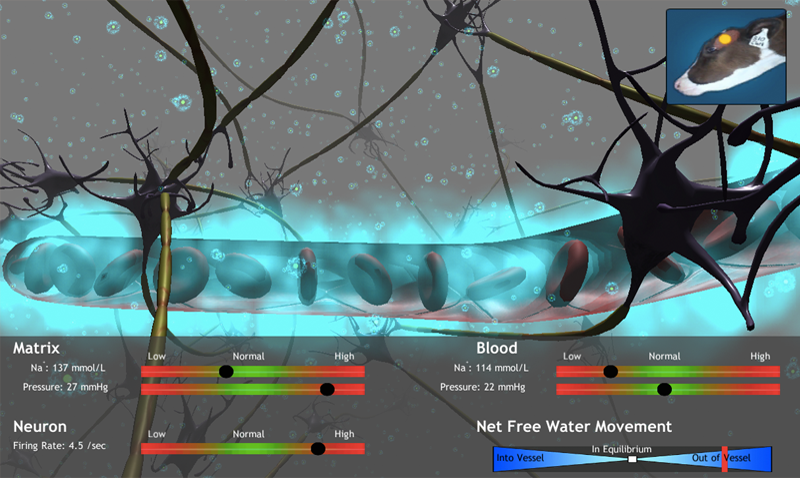 Matrix
Low Normal High
Na⁺: 137 mmol/L
Pressure: 27 mmHg
Blood
Low Normal High
Na⁺: 114 mmol/L
Pressure: 22 mmHg
Neuron
Low Normal High
Firing Rate: 4.5 /sec
Net Free Water Movement
In Equilibrium
Into Vessel Out of Vessel